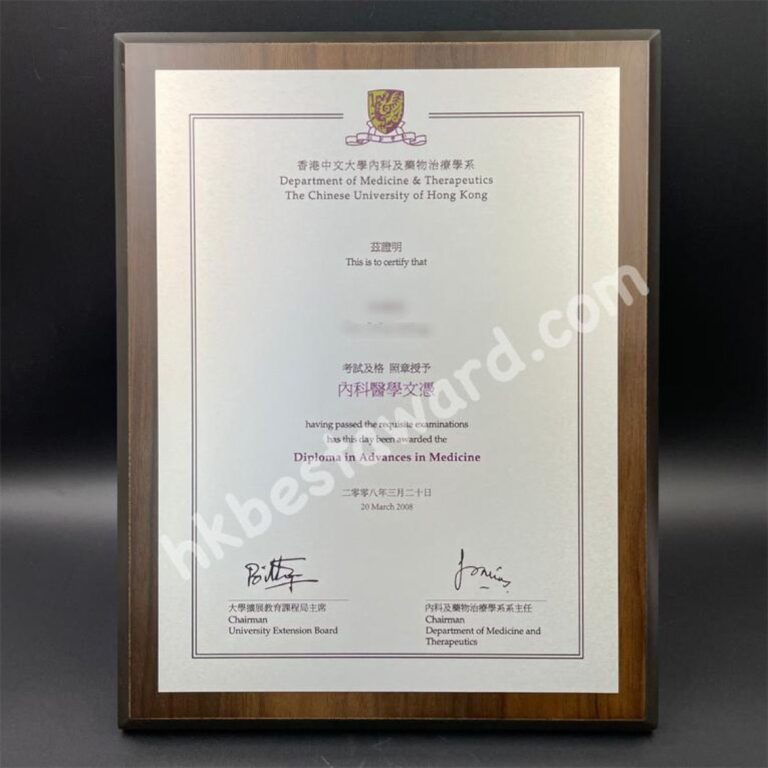 香港中文大學內科及藥物治療學系
Department of Medicine & Therapeutics
The Chinese University of Hong Kong
茲證明
This is to certify that
考試及格 照章授予
內科醫學文憑
having passed the requisite examinations
has this day been awarded the
Diploma in Advances in Medicine
二零零八年三月二十日
20 March 2008
大學擴展教育課程局主席
Chairman
University Extension Board
內科及藥物治療學系系主任
Chairman
Department of Medicine and
Therapeutics
hkbestaward.com